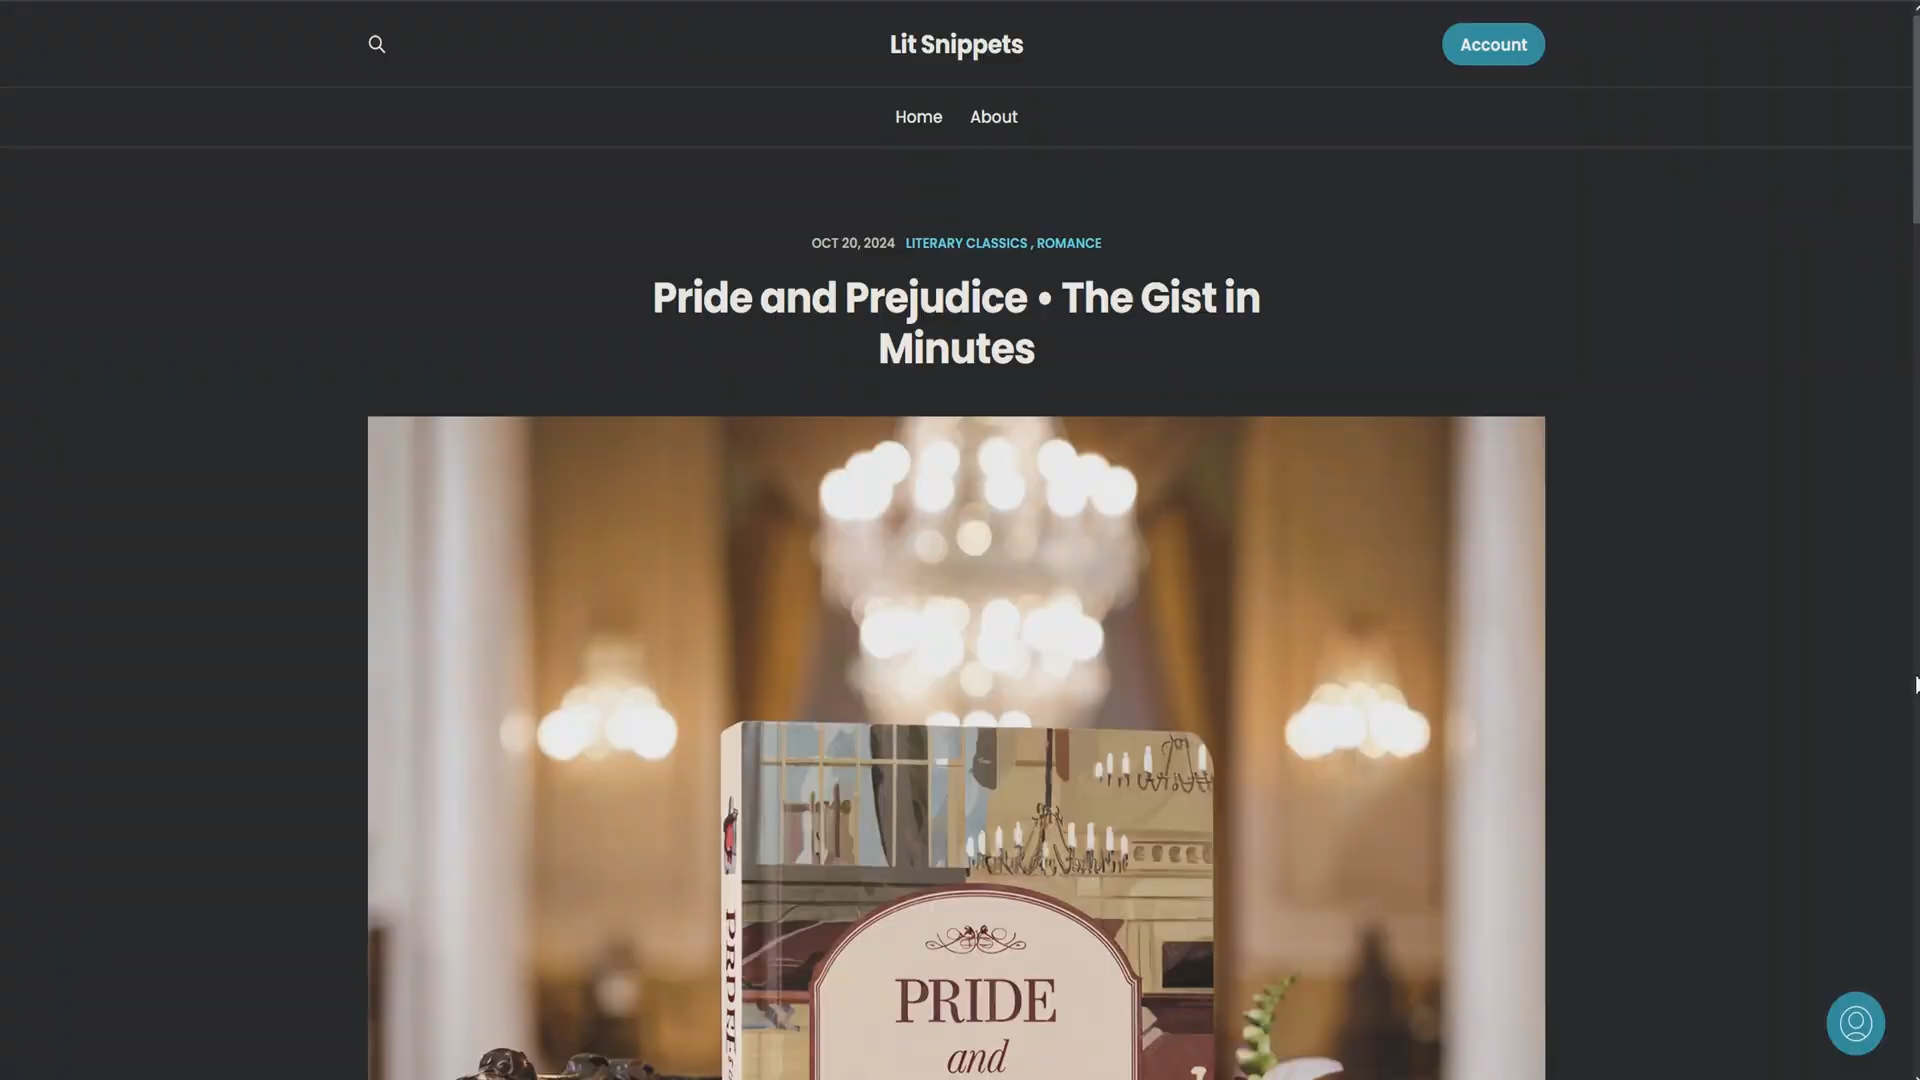 Lit Snippets
Account
Home About
OCT 20, 2024 LITERARY CLASSICS , ROMANCE
Pride and Prejudice • The Gist in
Minutes
PRIDE
and